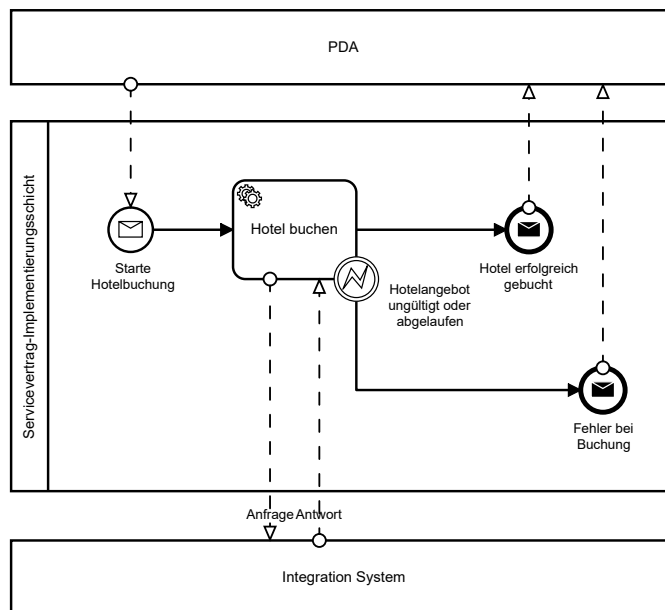 PDA
Servicevertrag-Implementierungsschicht
Hotel buchen
Starte
Hotelbuchung
Hotelangebot
ungültig oder
abgelaufen
Hotel erfolgreich
gebucht
Fehler bei
Buchung
Anfrage
Antwort
Integration System